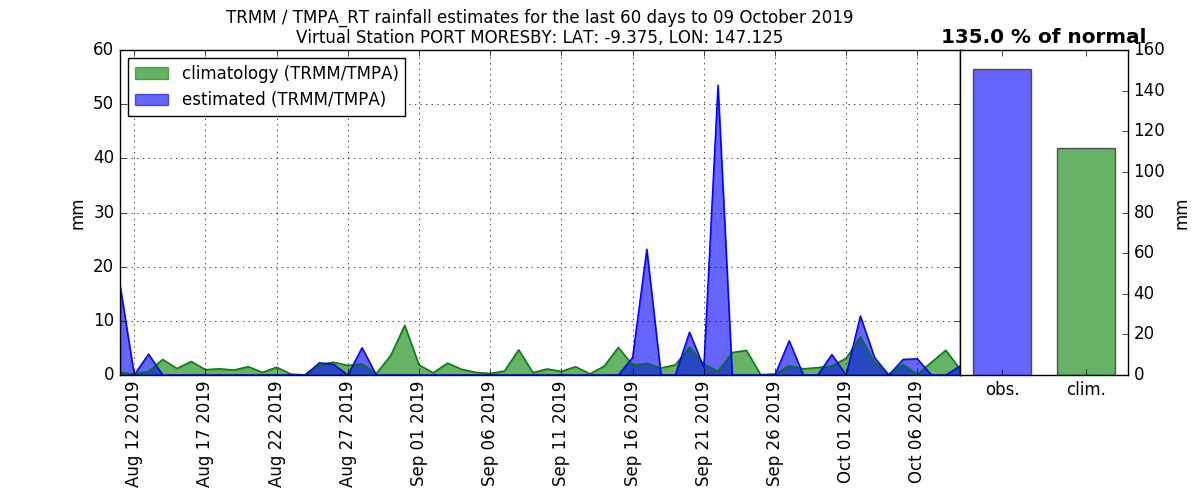 TRMM / TMPA_RT rainfall estimates for the last 60 days to 09 October 2019
Virtual Station PORT MORESBY: LAT: -9.375, LON: 147.125
135.0 % of normal
climatology (TRMM/TMPA)
estimated (TRMM/TMPA)
mm
60
50
40
30
20
10
0
Aug 12 2019
Aug 17 2019
Aug 22 2019
Aug 27 2019
Sep 01 2019
Sep 06 2019
Sep 11 2019
Sep 16 2019
Sep 21 2019
Sep 26 2019
Oct 01 2019
Oct 06 2019
obs.
clim.
160
140
120
100
80
60
40
20
0
mm